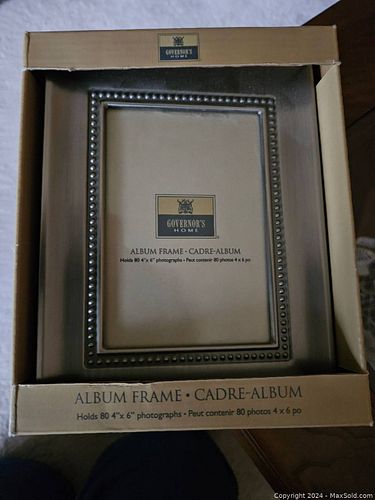 GOVERNOR'S
HOME
GOVERNOR'S
HOME
ALBUM FRAME • CADRE-ALBUM
Holds 80 4"x 6" photographs • Peut contenir 80 photos 4 x 6 po
ALBUM FRAME • CADRE-ALBUM
Holds 80 4"x 6" photographs • Peut contenir 80 photos 4 x 6 po
Copyright 2024 - MaxSold.com